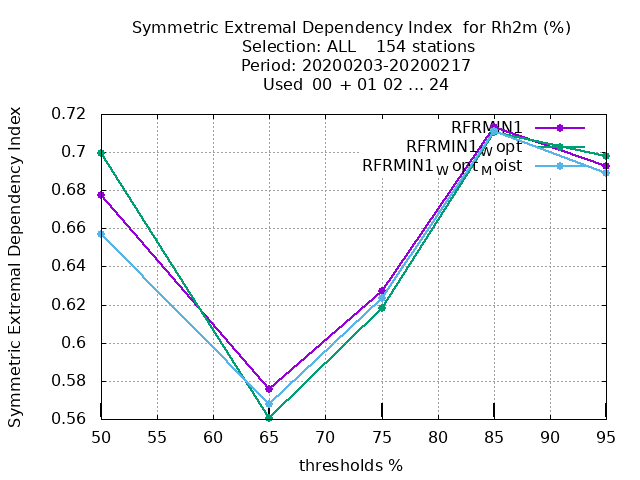 Symmetric Extremal Dependency Index  for Rh2m (%)
Selection: ALL    154 stations
Period: 20200203-20200217
Used  00 + 01 02 ... 24
Symmetric Extremal Dependency Index
0.72
0.7
0.68
0.66
0.64
0.62
0.6
0.58
0.56
RFRMIN1
RFRMIN1_W opt
RFRMIN1_W opt_M oist
50 55 60 65 70 75 80 85 90 95
thresholds %